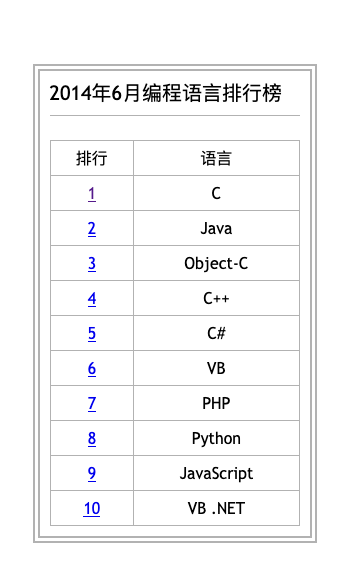 2014年6月编程语言排行榜
排行 语言
1 C
2 Java
3 Object-C
4 C++
5 C#
6 VB
7 PHP
8 Python
9 JavaScript
10 VB .NET